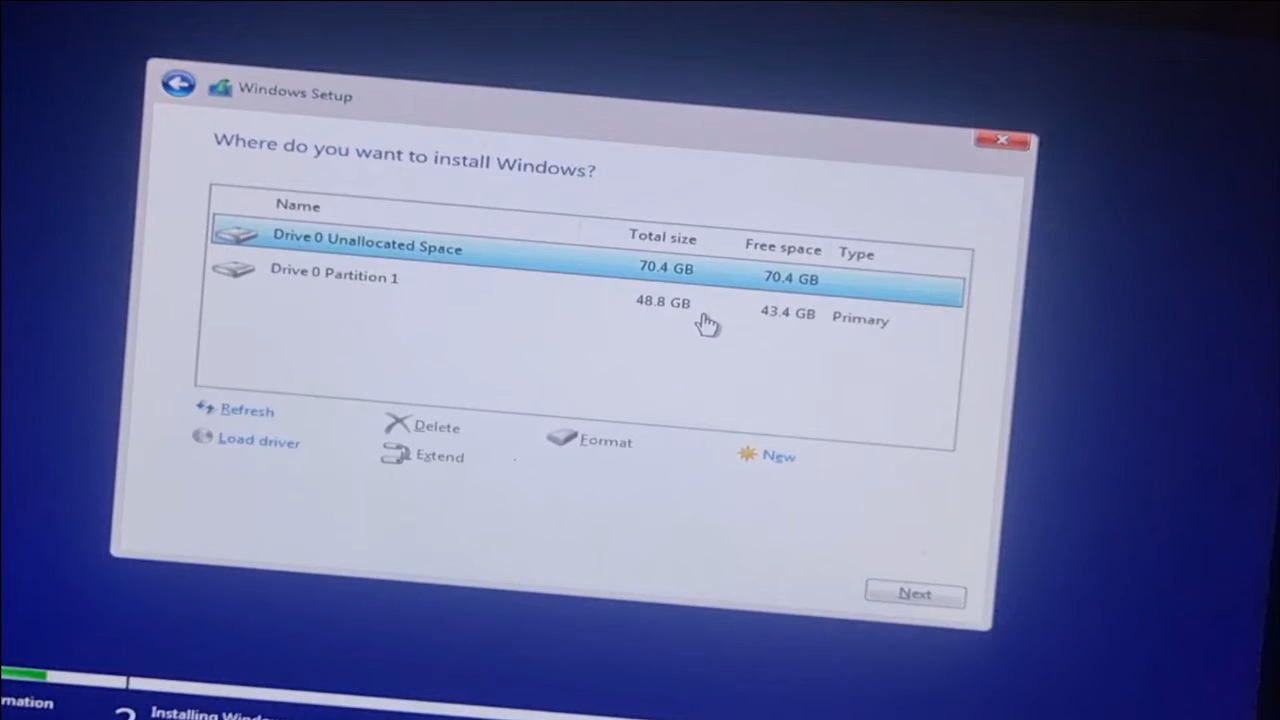 Windows Setup
Where do you want to install Windows?
Name Total size Free space Type
Drive 0 Unallocated Space 70.4 GB 70.4 GB
Drive 0 Partition 1 48.8 GB 43.4 GB Primary
Refresh Delete Format New
Load driver Extend
Next
mation 2 Installing